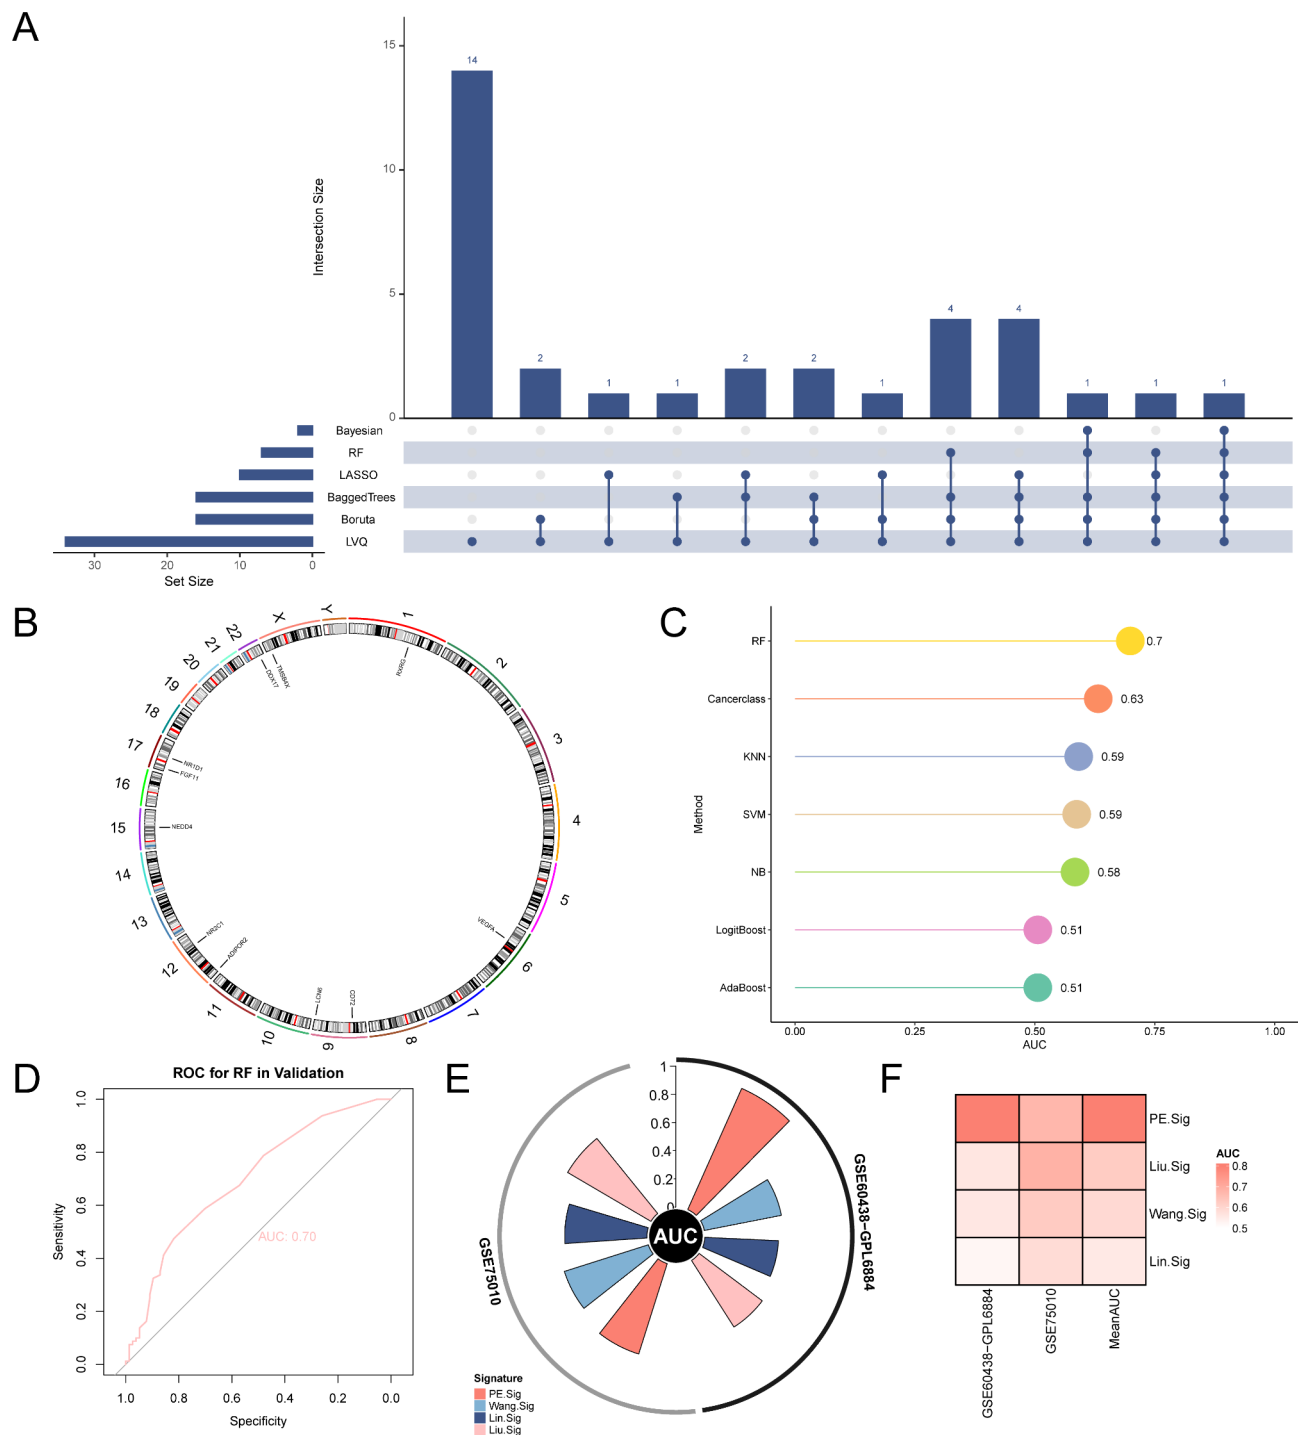 A
15
10
5
0
Intersection Size
14
2
1
1
2
2
1
4
4
1
1
1
Bayesian
RF
LASSO
BaggedTrees
Boruta
LVQ
30
20
10
0
Set Size
B
1
2
3
4
5
6
7
8
9
10
11
12
13
14
15
16
17
18
19
20
21
22
X
Y
RXRG
VEGFA
CD72
LCN6
ADIPOR2
NR2C1
NEDD4
FGF11
NR1D1
DDX17
TMSB4X
C
Method
RF
0.7
Cancerclass
0.63
KNN
0.59
SVM
0.59
NB
0.58
LogitBoost
0.51
AdaBoost
0.51
0.00
0.25
0.50
0.75
1.00
AUC
D
ROC for RF in Validation
Sensitivity
1.0
0.8
0.6
0.4
0.2
0.0
AUC: 0.70
1.0
0.8
0.6
0.4
0.2
0.0
Specificity
E
1
0.8
0.6
0.4
0.2
0
AUC
GSE60438-GPL6884
GSE75010
Signature
PE.Sig
Wang.Sig
Lin.Sig
Liu.Sig
F
PE.Sig
Liu.Sig
Wang.Sig
Lin.Sig
GSE60438-GPL6884
GSE75010
MeanAUC
AUC
0.8
0.7
0.6
0.5